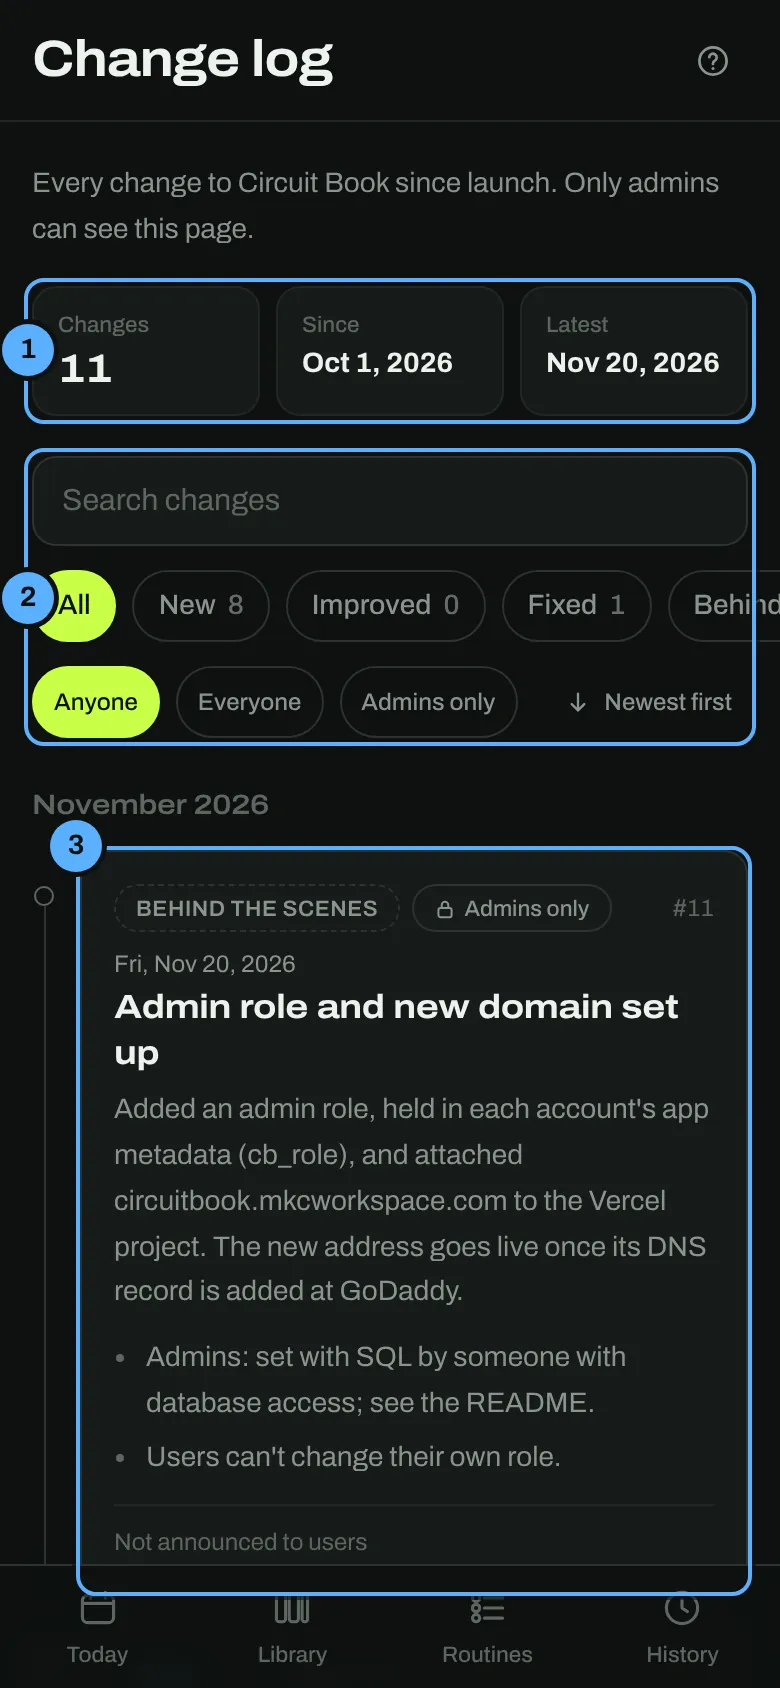 Change log
Every change to Circuit Book since launch. Only admins
can see this page.
1
Changes
11
Since
Oct 1, 2026
Latest
Nov 20, 2026
Search changes
2
All
New 8
Improved 0
Fixed 1
Behind
Anyone
Everyone
Admins only
↓ Newest first
November 2026
3
BEHIND THE SCENES
Admins only
#11
Fri, Nov 20, 2026
Admin role and new domain set
up
Added an admin role, held in each account's app
metadata (cb_role), and attached
circuitbook.mkcworkspace.com to the Vercel
project. The new address goes live once its DNS
record is added at GoDaddy.
• Admins: set with SQL by someone with
database access; see the README.
• Users can't change their own role.
Not announced to users
Today
Library
Routines
History